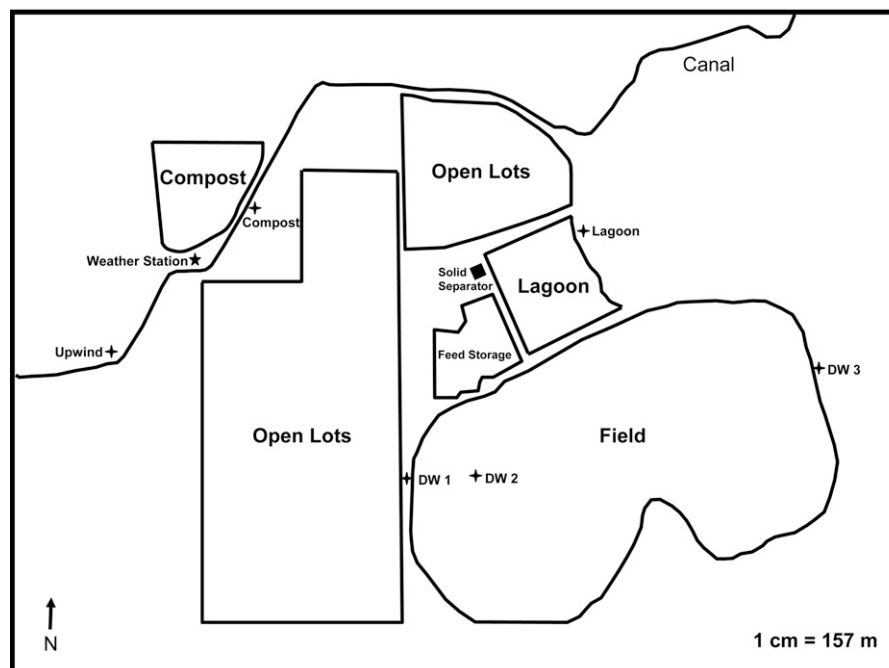 Canal
Compost
Open Lots
Compost
Lagoon
Weather Station
Solid
Separator
Lagoon
Upwind
Feed Storage
DW 3
Open Lots
Field
DW 1
DW 2
N
1 cm = 157 m